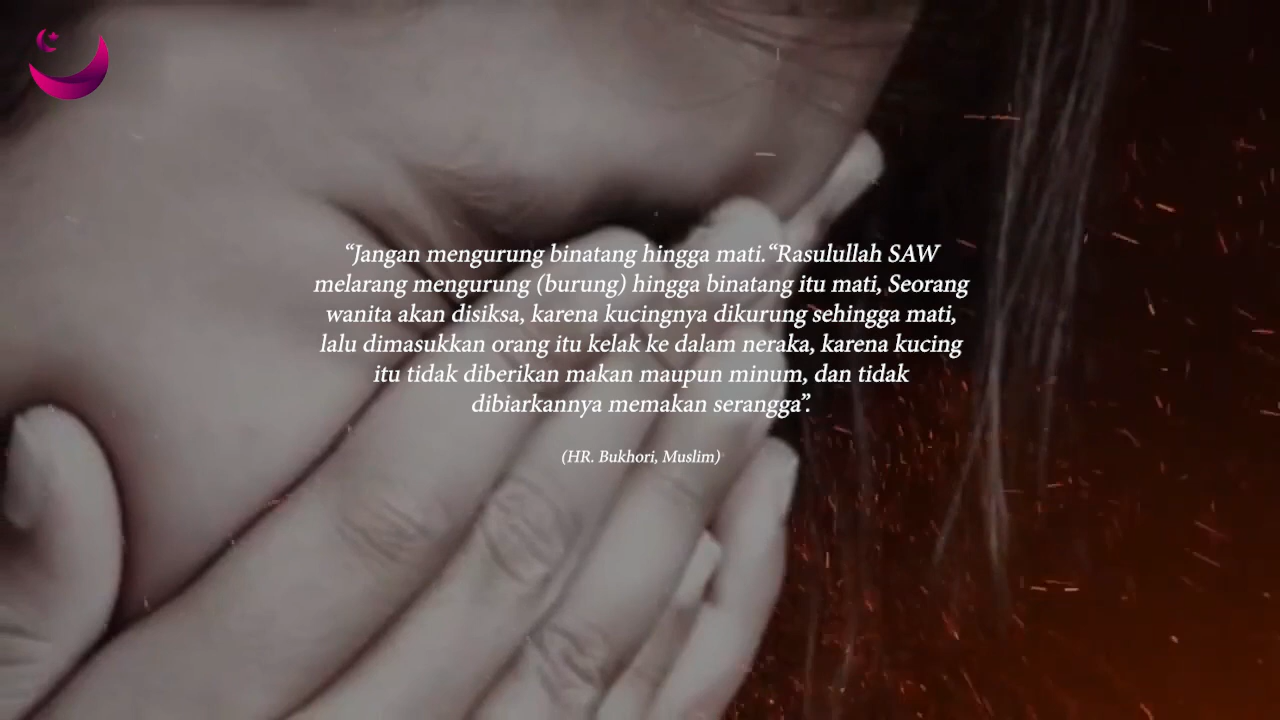 “Jangan mengurung binatang hingga mati.“Rasulullah SAW
melarang mengurung (burung) hingga binatang itu mati, Seorang
wanita akan disiksa, karena kucingnya dikurung sehingga mati,
lalu dimasukkan orang itu kelak ke dalam neraka, karena kucing
itu tidak diberikan makan maupun minum, dan tidak
dibiarkannya memakan serangga”.
(HR. Bukhori, Muslim)